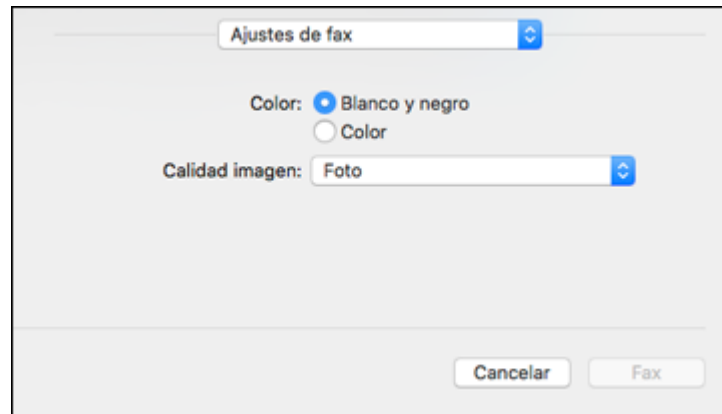 Ajustes de fax
Color: Blanco y negro
Color
Calidad imagen: Foto
Cancelar Fax